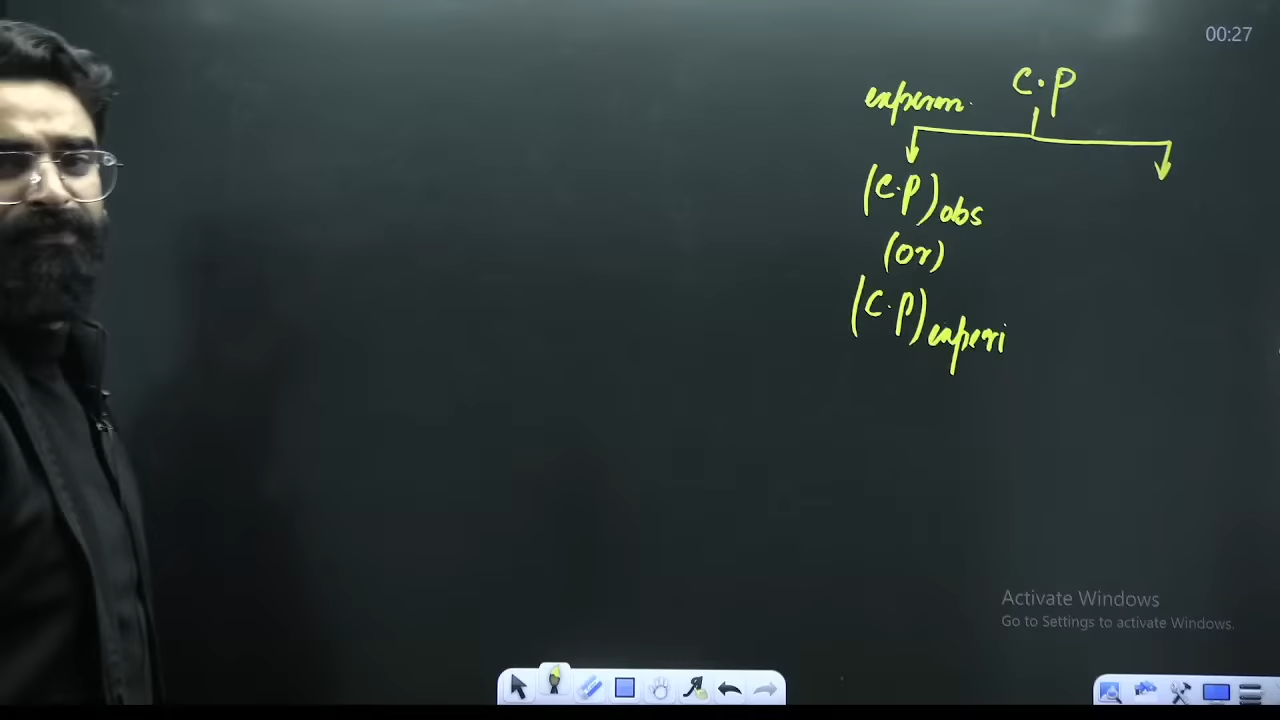 00:27
C.P
experim.
(C.P)obs
(or)
(C.P)experi
Activate Windows
Go to Settings to activate Windows.